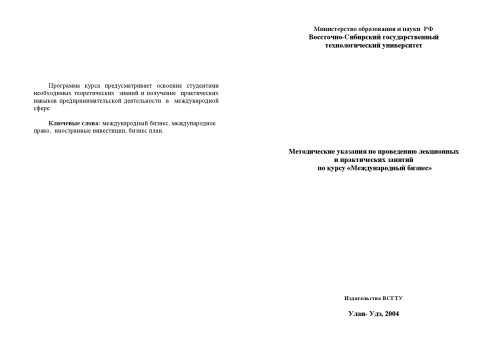 Программа курса предусматривает освоение студентами
необходимых теоретических знаний и получение практических
навыков предпринимательской деятельности в международной
сфере
Ключевые слова: международный бизнес, международное
право, иностранные инвестиции, бизнес план.
Министерство образования и науки РФ
Восточно-Сибирский государственный
технологический университет
Методические указания по проведению лекционных
и практических занятий
по курсу «Международный бизнес»
Издательство ВСГТУ
Улан- Удэ, 2004